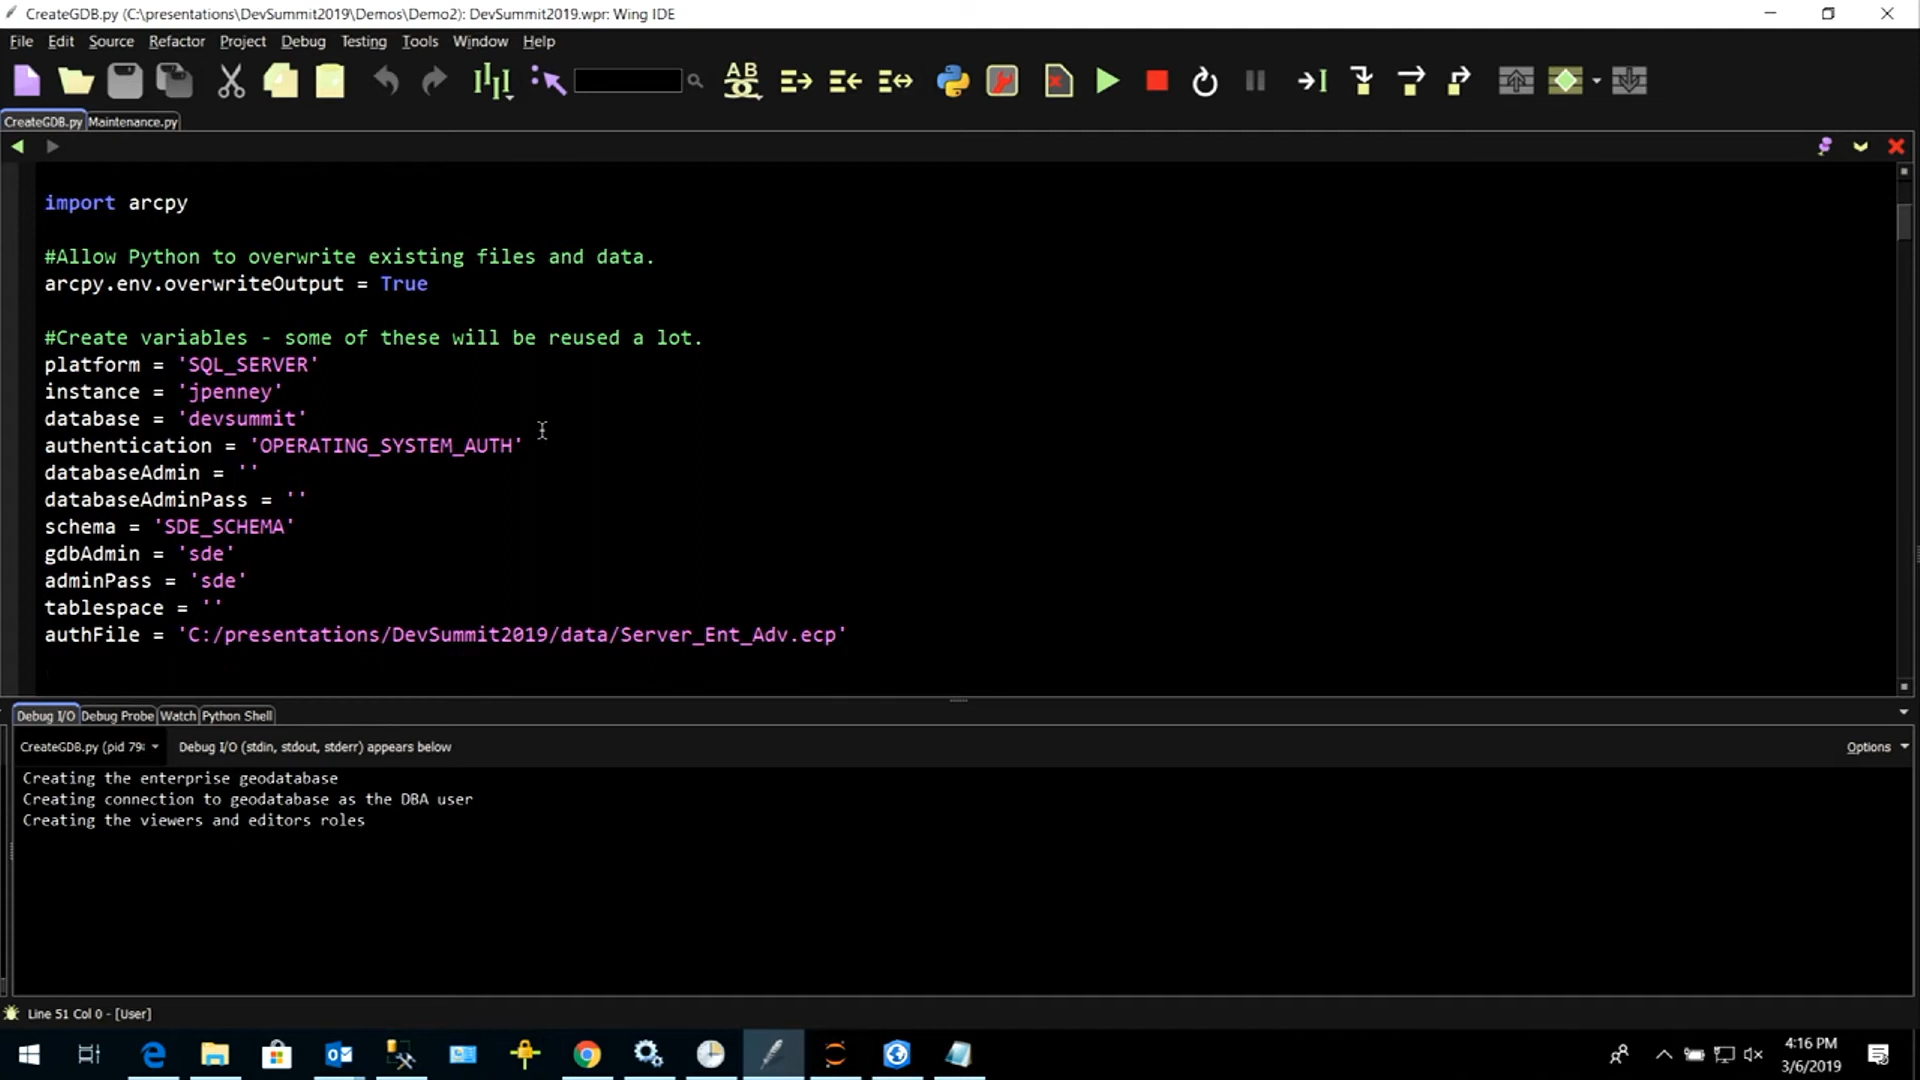 CreateGDB.py (C:\presentations\DevSummit2019\Demos\Demo2): DevSummit2019.wpr: Wing IDE
File Edit Source Refactor Project Debug Testing Tools Window Help
AB
CreateGDB.py Maintenance.py
import arcpy
#Allow Python to overwrite existing files and data.
arcpy.env.overwriteOutput = True
#Create variables - some of these will be reused a lot.
platform = 'SQL_SERVER'
instance = 'jpenney'
database = 'devsummit'
authentication = 'OPERATING_SYSTEM_AUTH'
databaseAdmin = ''
databaseAdminPass = ''
schema = 'SDE_SCHEMA'
gdbAdmin = 'sde'
adminPass = 'sde'
tablespace = ''
authFile = 'C:/presentations/DevSummit2019/data/Server_Ent_Adv.ecp'
Debug I/O Debug Probe Watch Python Shell
CreateGDB.py (pid 79 Debug I/O (stdin, stdout, stderr) appears below Options
Creating the enterprise geodatabase
Creating connection to geodatabase as the DBA user
Creating the viewers and editors roles
Line 51 Col 0 - [User]
4:16 PM
3/6/2019